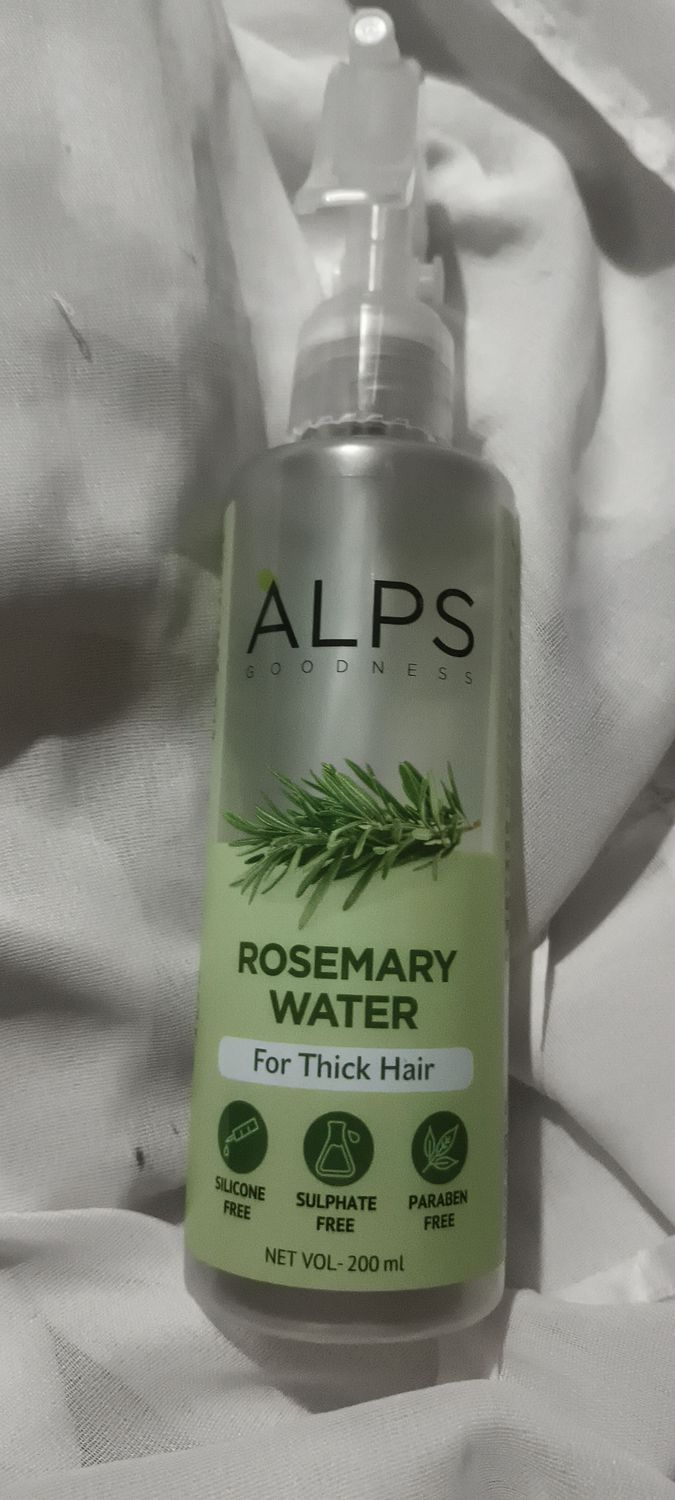 ALPS
GOODNESS
ROSEMARY
WATER
For Thick Hair
SILICONE
FREE
SULPHATE
FREE
PARABEN
FREE
NET VOL- 200 ml